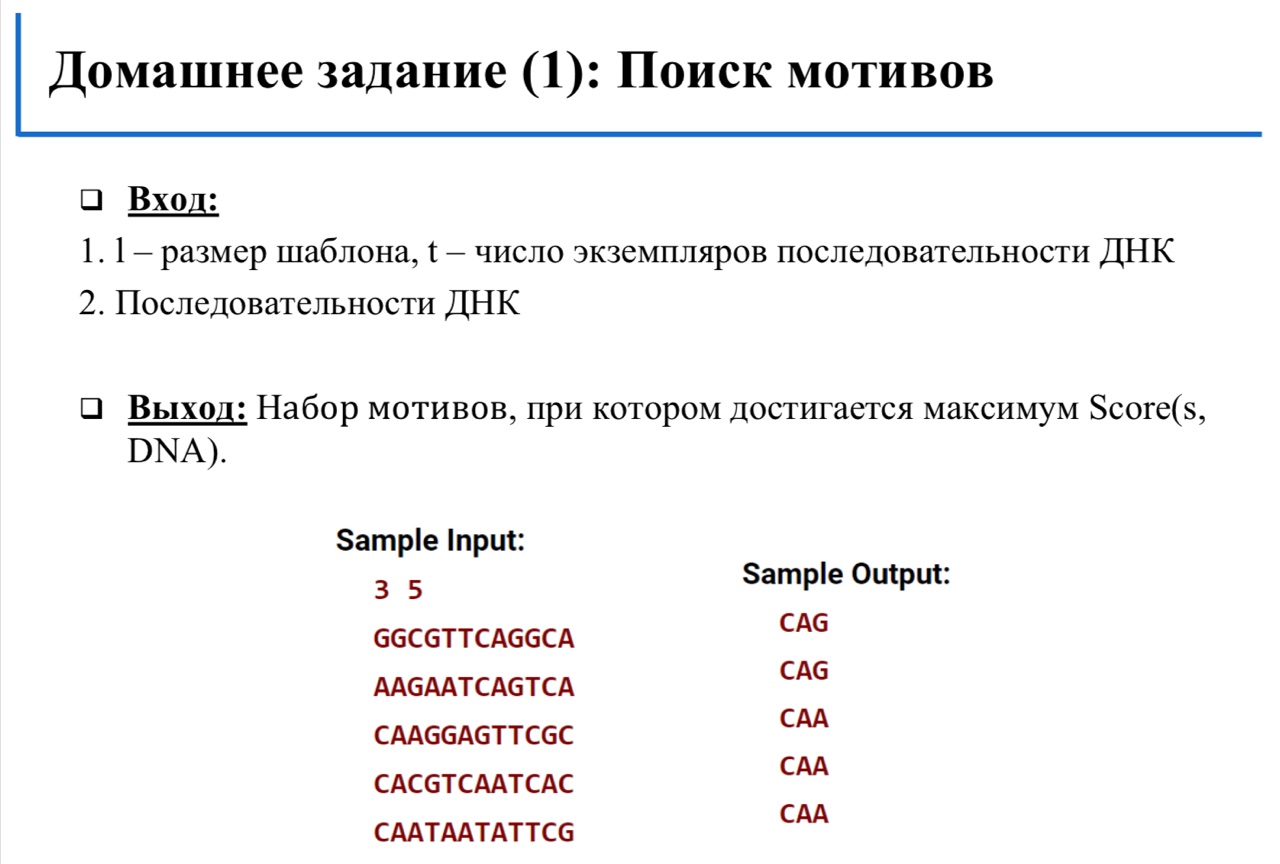 Домашнее задание (1): Поиск мотивов
❑ Вход:
1. l – размер шаблона, t – число экземпляров последовательности ДНК
2. Последовательности ДНК
❑ Выход: Набор мотивов, при котором достигается максимум Score(s,
DNA).
Sample Input:
3 5
GGCGTTCAGGCA
AAGAATCAGTCA
CAAGGAGTTCGC
CACGTCAATCAC
CAATAATATTCG
Sample Output:
CAG
CAG
CAA
CAA
CAA